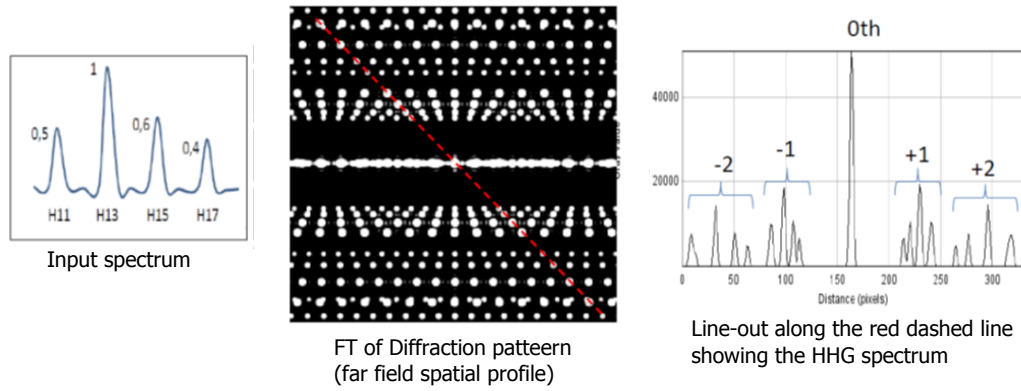 1
0,5
0,6
0,4
H11 H13 H15 H17
Input spectrum
FT of Diffraction patteern
(far field spatial profile)
0th
40000
20000
-2
-1
+1
+2
0 50 100 150 200 250 300
Distance (pixels)
Line-out along the red dashed line
showing the HHG spectrum